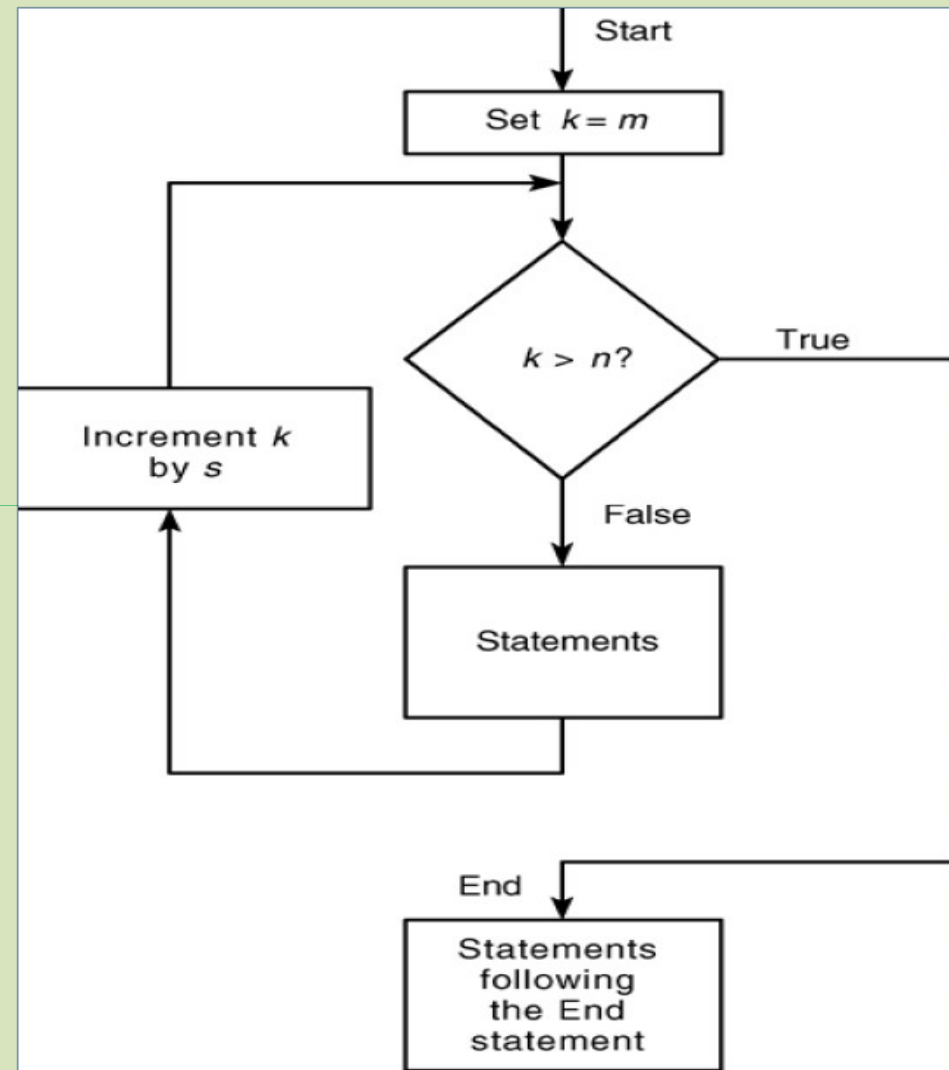 Start
Set k = m
k > n?
True
Increment k
by s
False
Statements
End
Statements
following
the End
statement